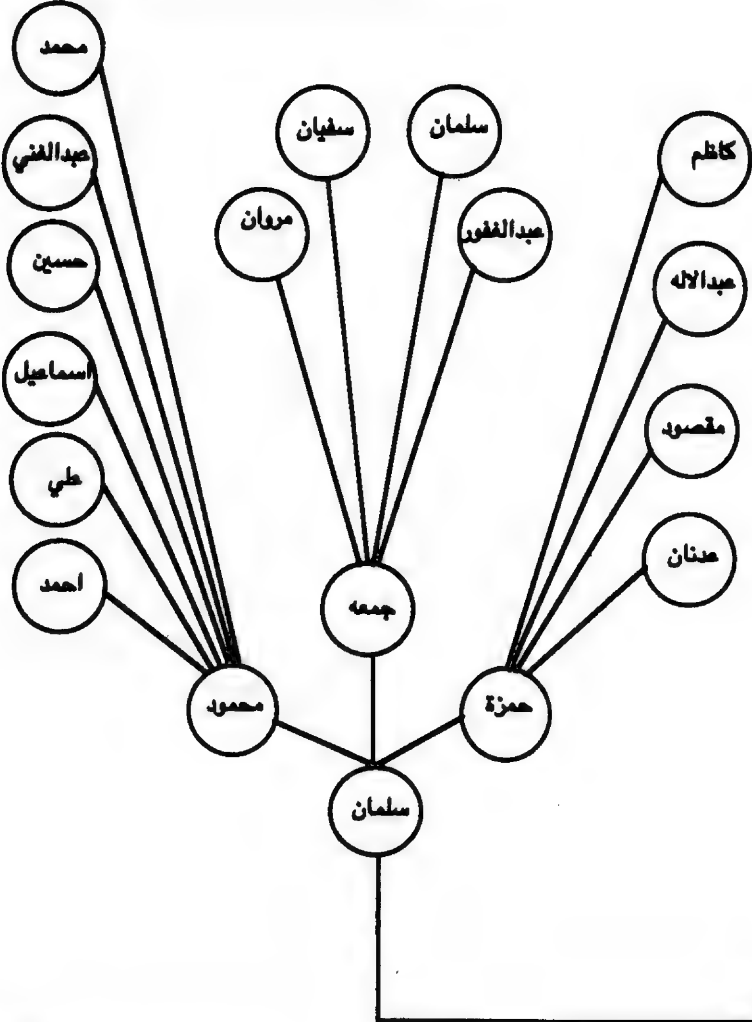 محمد
سلمان
سفيان
كاظم
عبدالغني
مروان
عبدالغفور
حسين
عبدالاله
اسماعيل
مقصود
علي
عدنان
احمد
جمعه
محمود
حمزة
سلمان